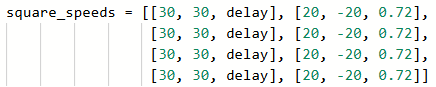 square_speeds = [[30, 30, delay], [20, -20, 0.72],
[30, 30, delay], [20, -20, 0.72],
[30, 30, delay], [20, -20, 0.72],
[30, 30, delay], [20, -20, 0.72]]